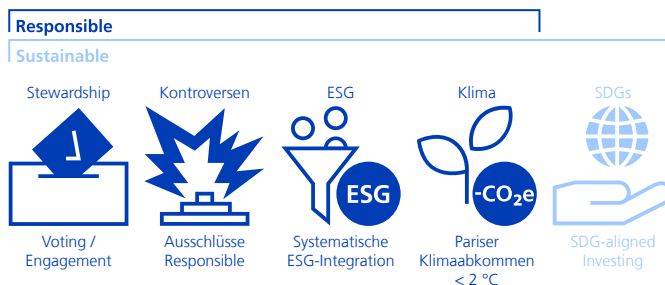 Responsible
Sustainable
Stewardship
Kontroversen
ESG
Klima
SDGs
ESG
-CO₂e
Voting /
Engagement
Ausschlüsse
Responsible
Systematische
ESG-Integration
Pariser
Klimaabkommen
< 2 °C
SDG-aligned
Investing